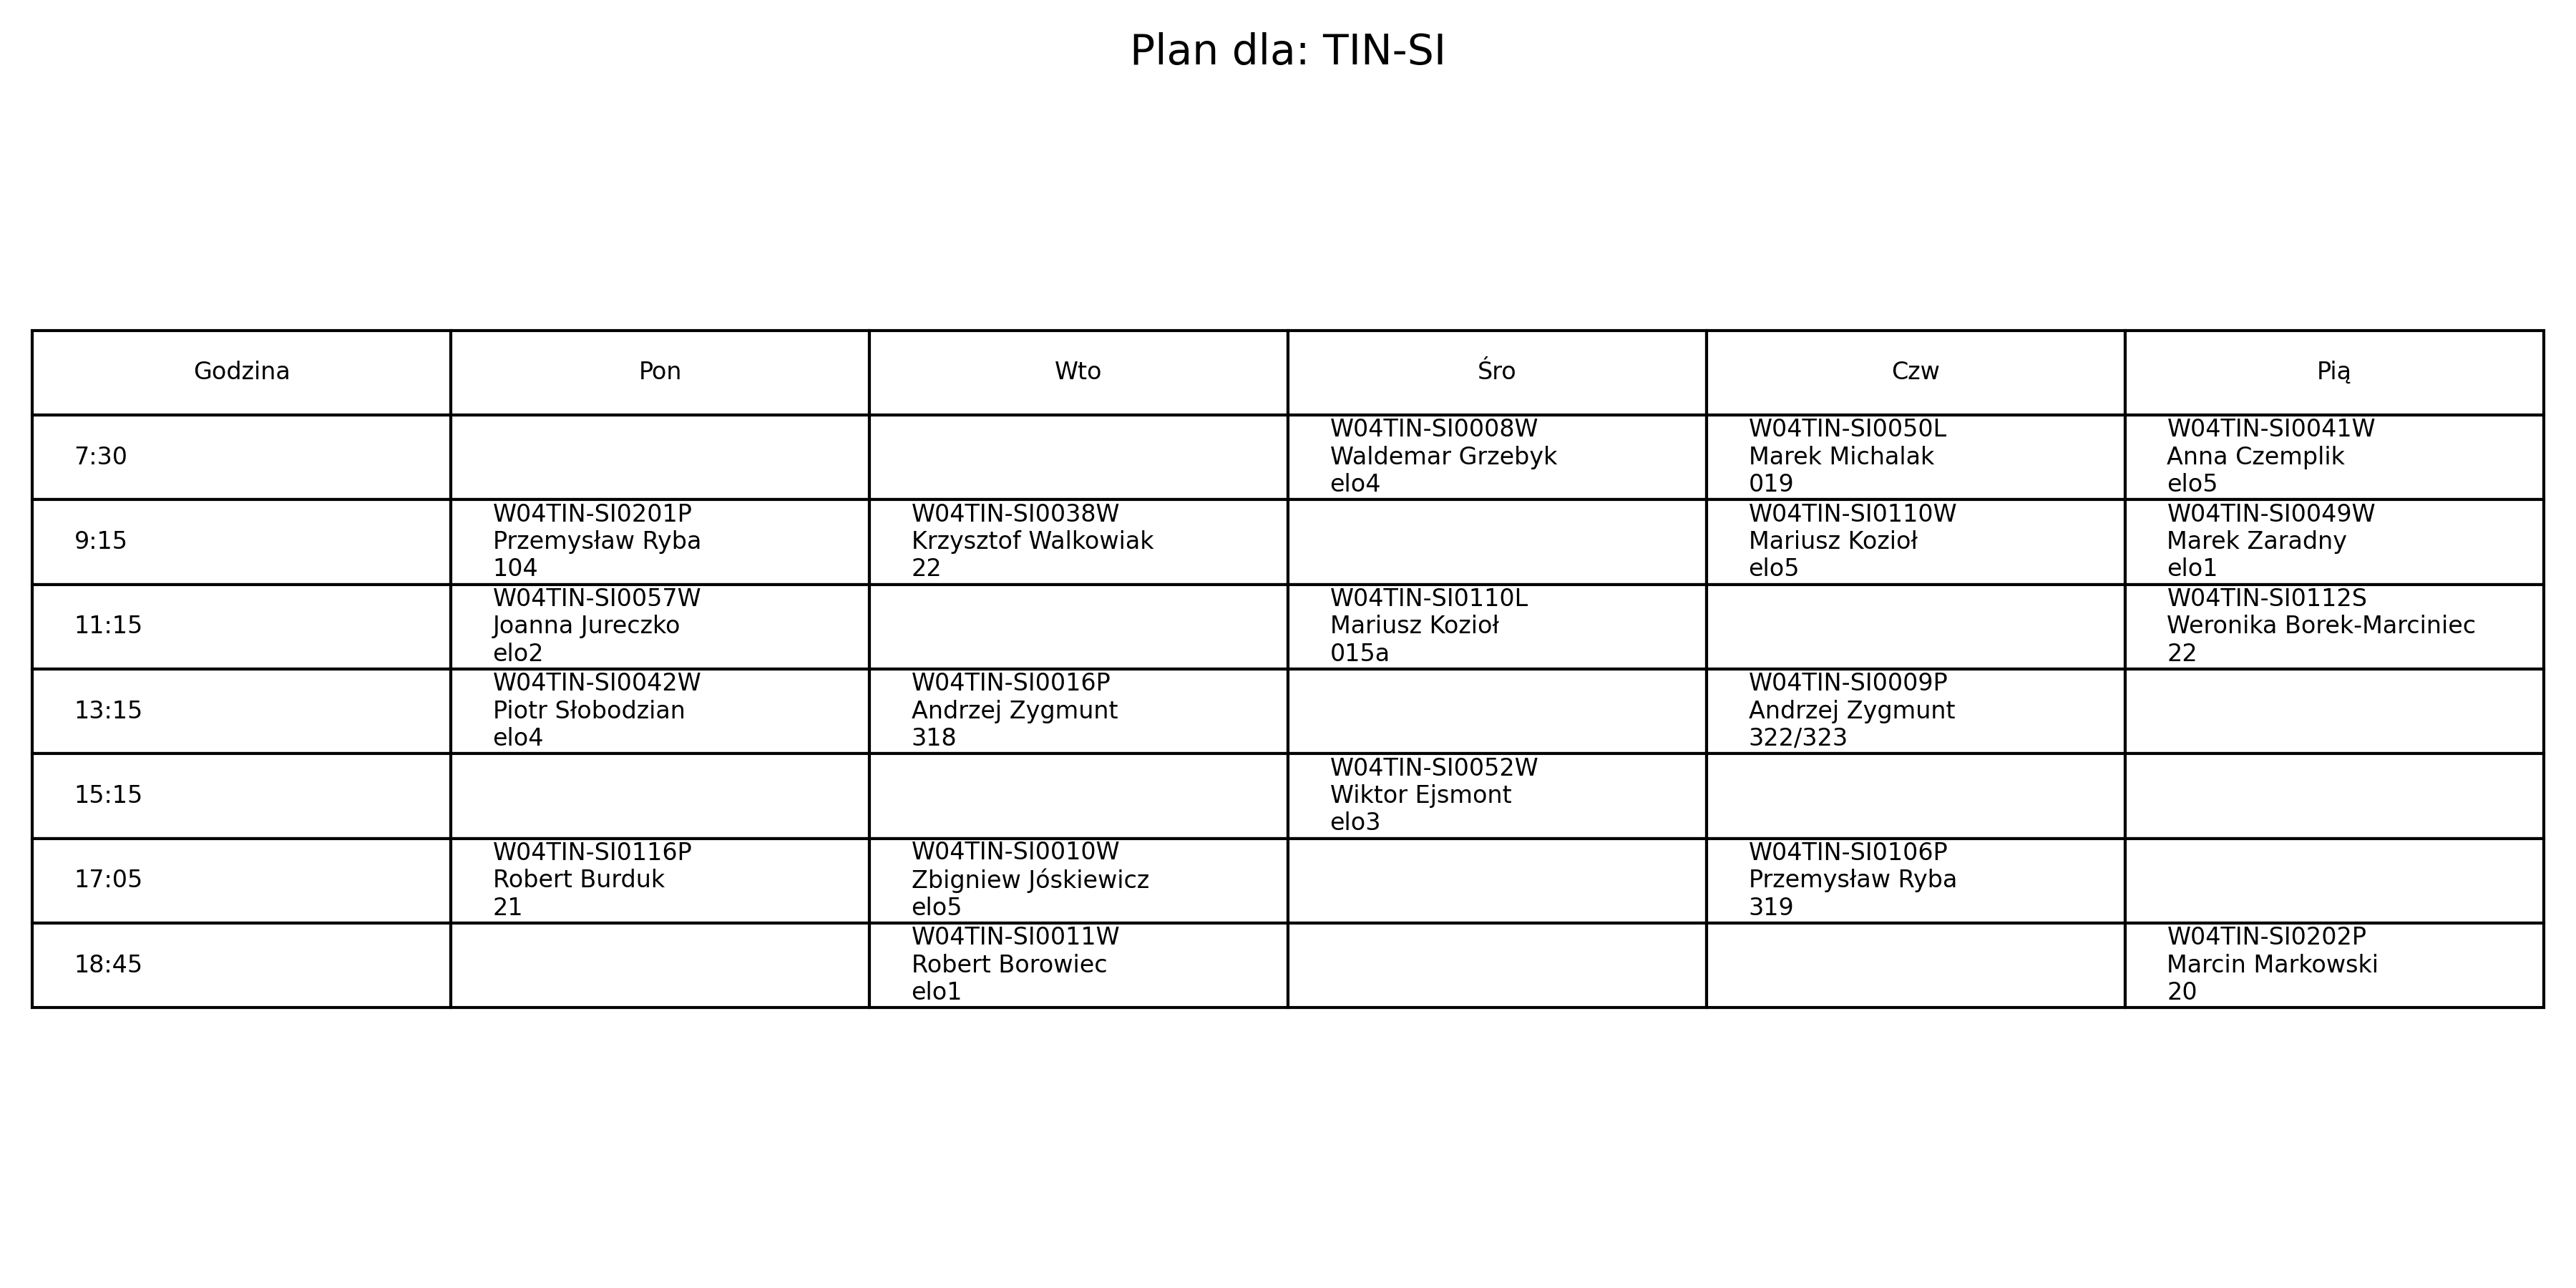 Plan dla: TIN-SI
Godzina
Pon
Wto
Śro
Czw
Pią
7:30
W04TIN-SI0008W
Waldemar Grzebyk
elo4
W04TIN-SI0050L
Marek Michalak
019
W04TIN-SI0041W
Anna Czemplik
elo5
9:15
W04TIN-SI0201P
Przemysław Ryba
104
W04TIN-SI0038W
Krzysztof Walkowiak
22
W04TIN-SI0110W
Mariusz Kozioł
elo5
W04TIN-SI0049W
Marek Zaradny
elo1
11:15
W04TIN-SI0057W
Joanna Jureczko
elo2
W04TIN-SI0110L
Mariusz Kozioł
015a
W04TIN-SI0112S
Weronika Borek-Marciniec
22
13:15
W04TIN-SI0042W
Piotr Słobodzian
elo4
W04TIN-SI0016P
Andrzej Zygmunt
318
W04TIN-SI0009P
Andrzej Zygmunt
322/323
15:15
W04TIN-SI0052W
Wiktor Ejsmont
elo3
17:05
W04TIN-SI0116P
Robert Burduk
21
W04TIN-SI0010W
Zbigniew Jóskiewicz
elo5
W04TIN-SI0106P
Przemysław Ryba
319
18:45
W04TIN-SI0011W
Robert Borowiec
elo1
W04TIN-SI0202P
Marcin Markowski
20